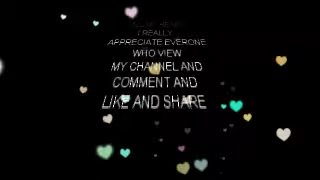 I REALLY
APPRECIATE EVERONE
WHO VIEW
MY CHANNEL AND
COMMENT AND
LIKE AND SHARE